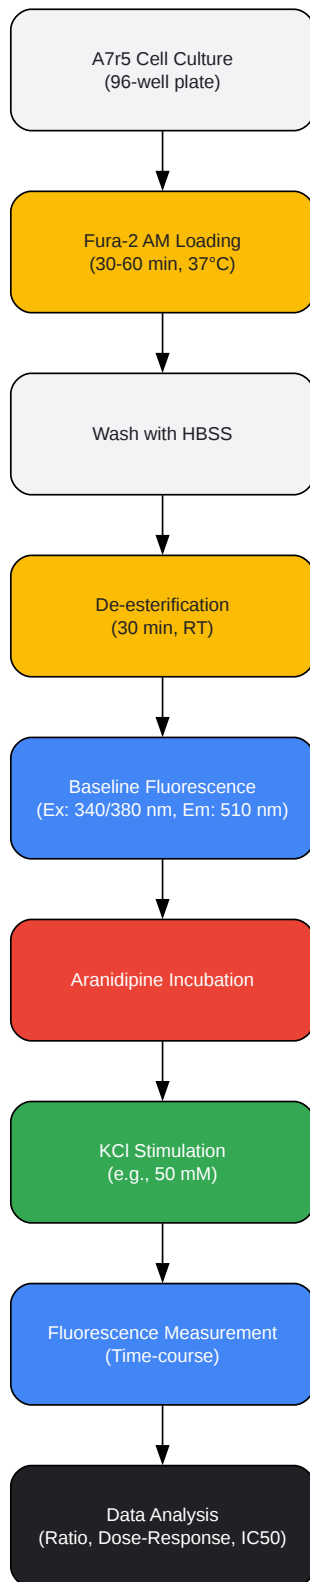 A7r5 Cell Culture
(96-well plate)
Fura-2 AM Loading
(30-60 min, 37°C)
Wash with HBSS
De-esterification
(30 min, RT)
Baseline Fluorescence
(Ex: 340/380 nm, Em: 510 nm)
Aranidipine Incubation
KCl Stimulation
(e.g., 50 mM)
Fluorescence Measurement
(Time-course)
Data Analysis
(Ratio, Dose-Response, IC50)